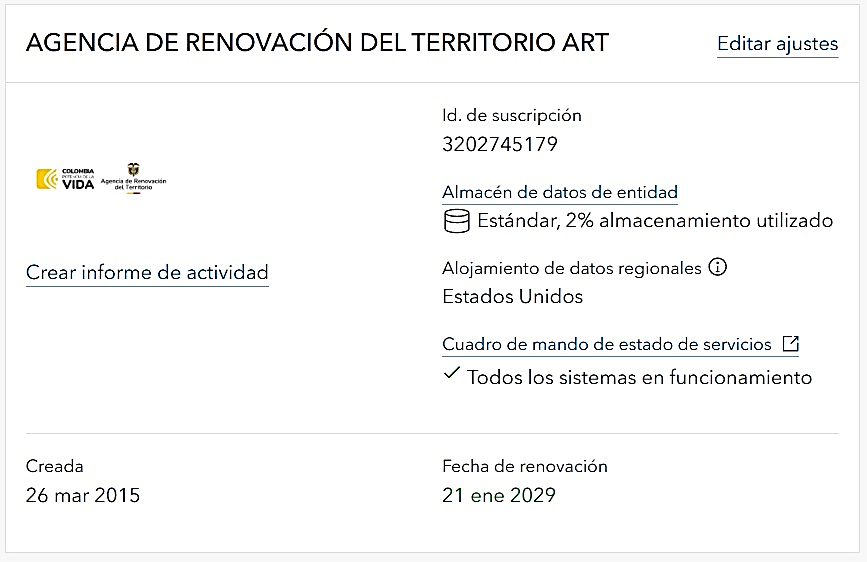 AGENCIA DE RENOVACIÓN DEL TERRITORIO ART
Editar ajustes
COLOMBIA
POTENCIA DE LA
VIDA
Agencia de Renovación
del Territorio
Crear informe de actividad
Id. de suscripción
3202745179
Almacén de datos de entidad
Estándar, 2% almacenamiento utilizado
Alojamiento de datos regionales
Estados Unidos
Cuadro de mando de estado de servicios
Todos los sistemas en funcionamiento
Creada
26 mar 2015
Fecha de renovación
21 ene 2029